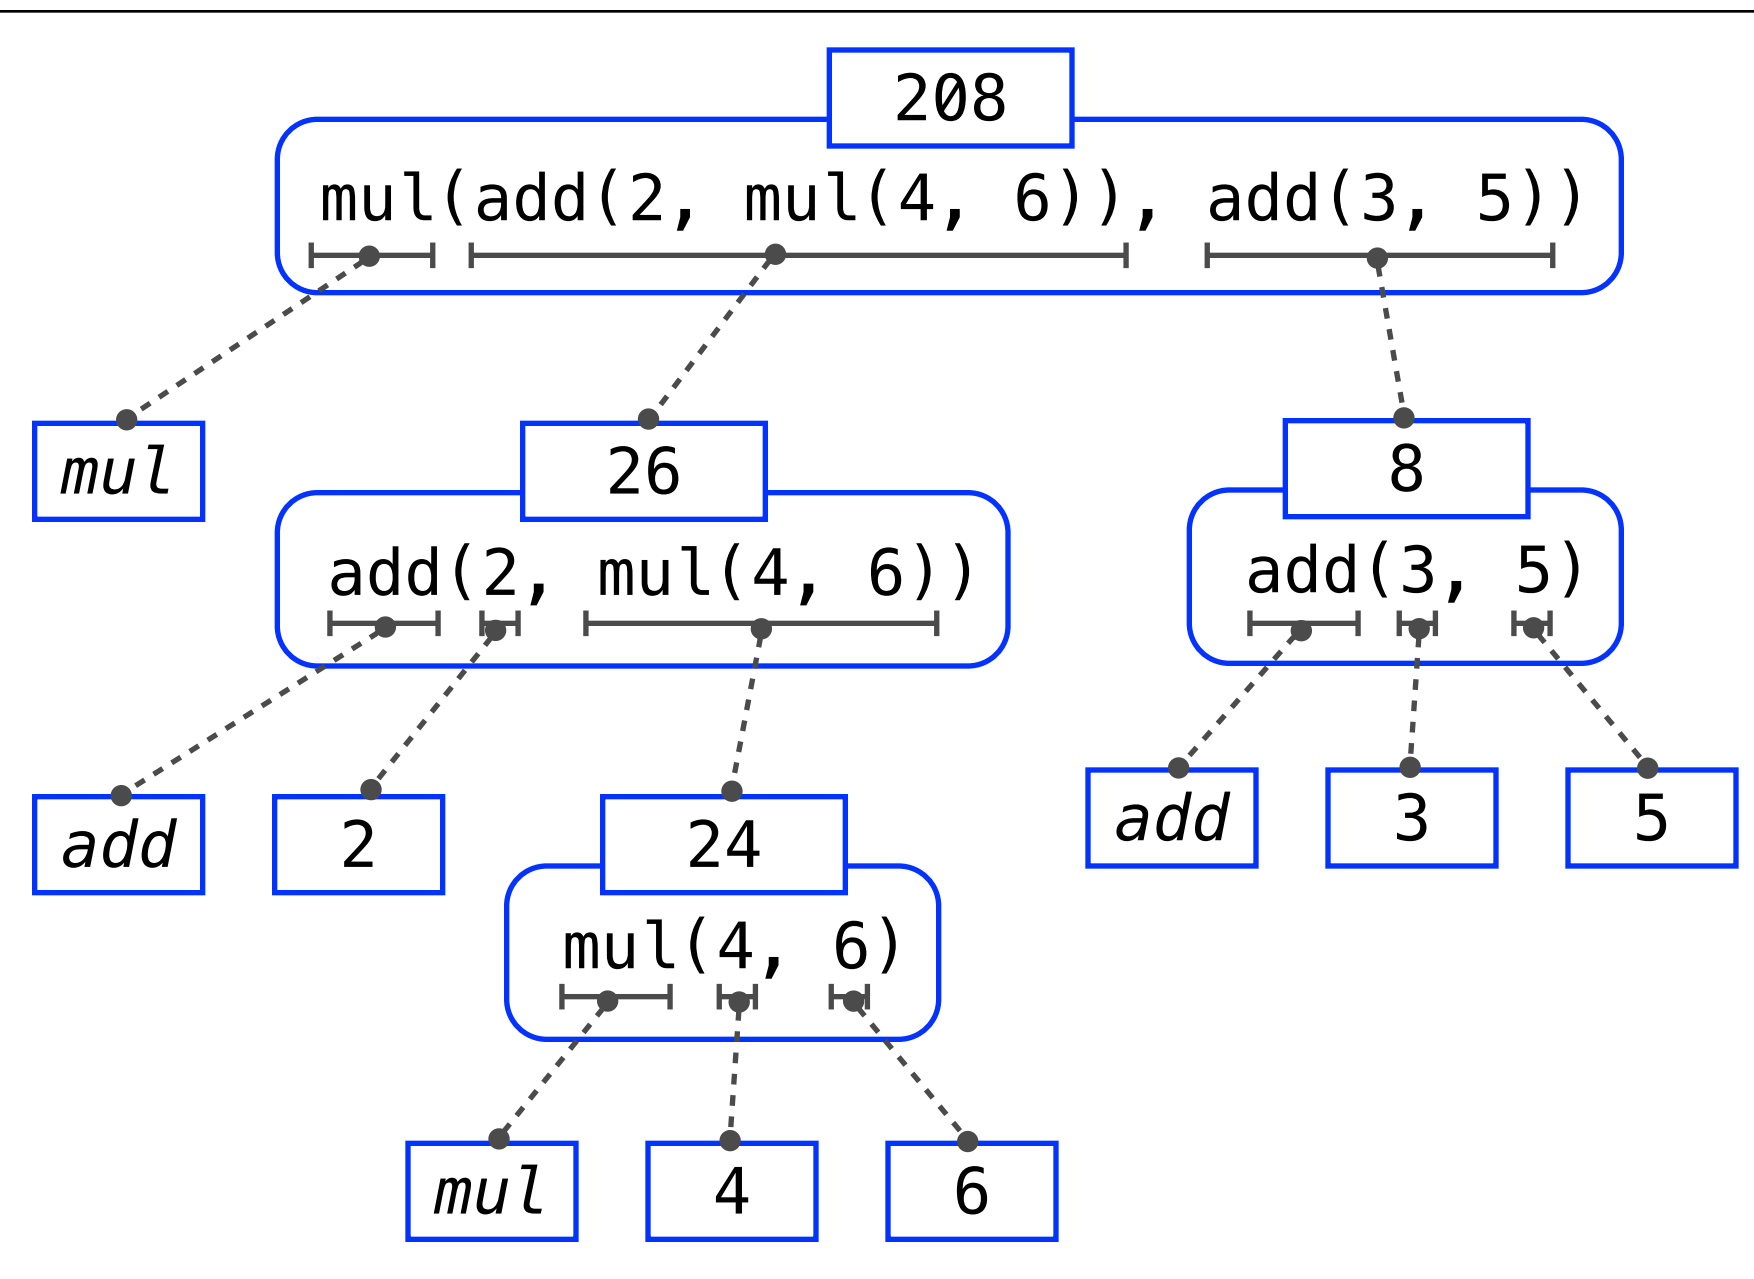 208
mul(add(2, mul(4, 6)), add(3, 5))
mul
26
8
add(2, mul(4, 6))
add(3, 5)
add
2
24
add
3
5
mul(4, 6)
mul
4
6